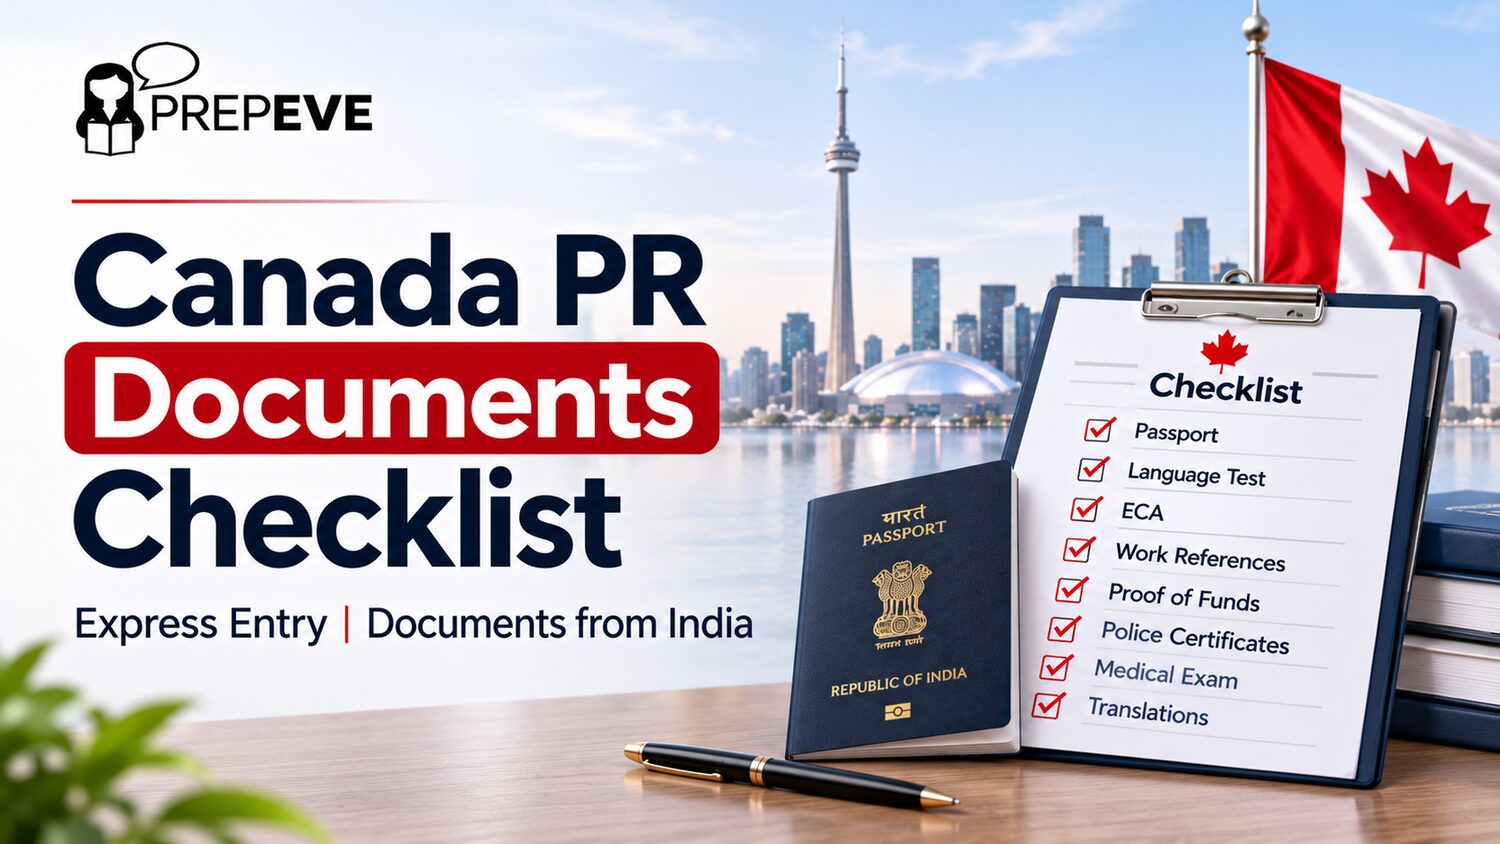 PREPEVE
Canada PR
Documents
Checklist
Express Entry | Documents from India
Checklist
Passport
Language Test
ECA
Work References
Proof of Funds
Police Certificates
Medical Exam
Translations
PASSPORT
REPUBLIC OF INDIA